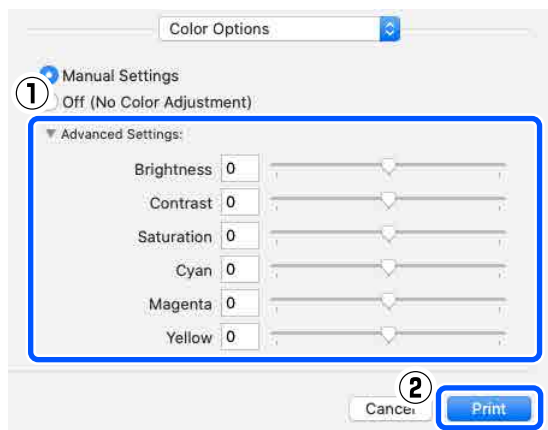 Color Options
Manual Settings
①
Off (No Color Adjustment)
Advanced Settings:
Brightness 0
Contrast 0
Saturation 0
Cyan 0
Magenta 0
Yellow 0
②
Cancel Print